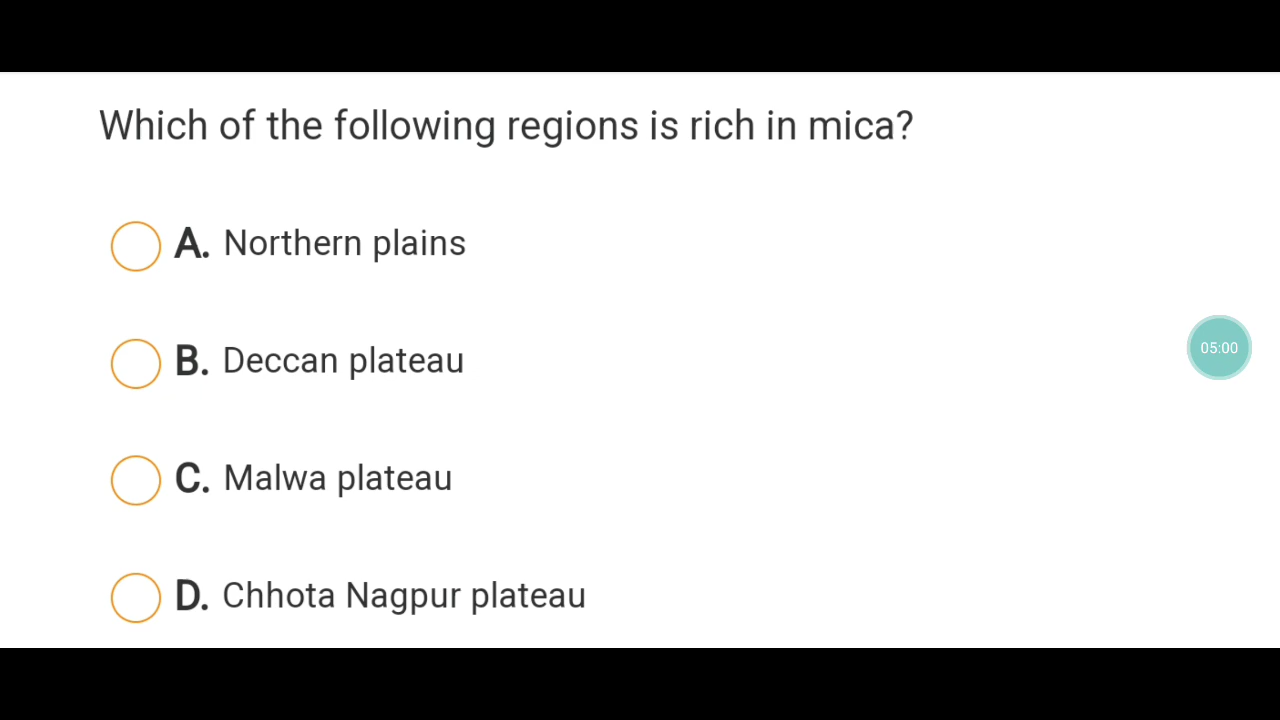 Which of the following regions is rich in mica?
A. Northern plains
B. Deccan plateau
05:00
C. Malwa plateau
D. Chhota Nagpur plateau